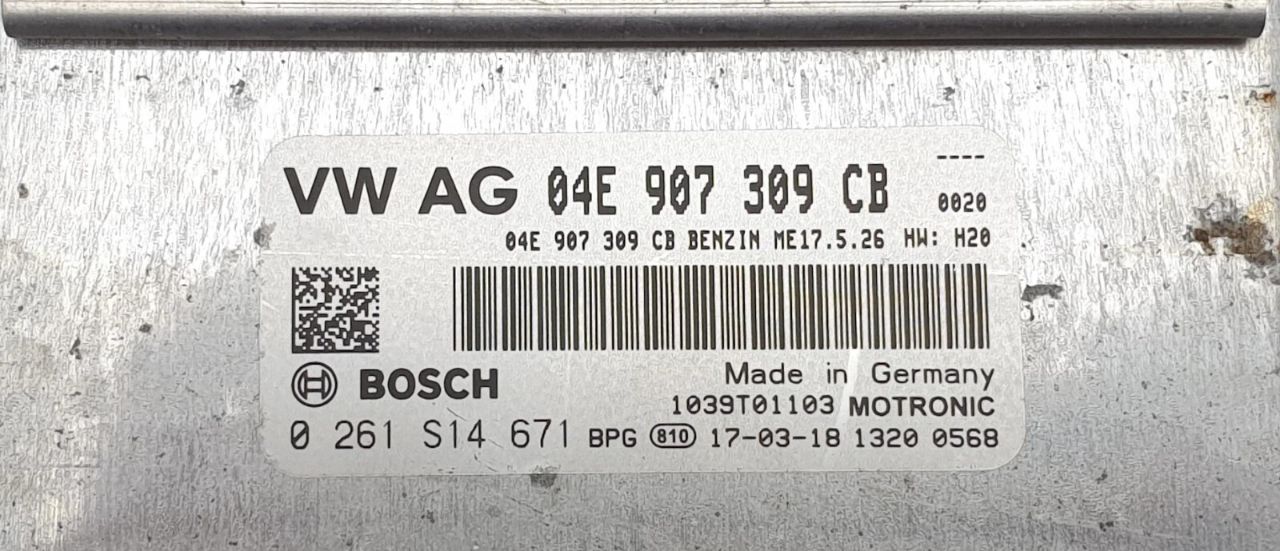 VW AG 04E 907 309 CB ----
0020
04E 907 309 CB BENZIN ME17.5.26 HW: H20
BOSCH
Made in Germany
1039T01103 MOTRONIC
0 261 S14 671 BPG 810 17-03-18 1320 0568